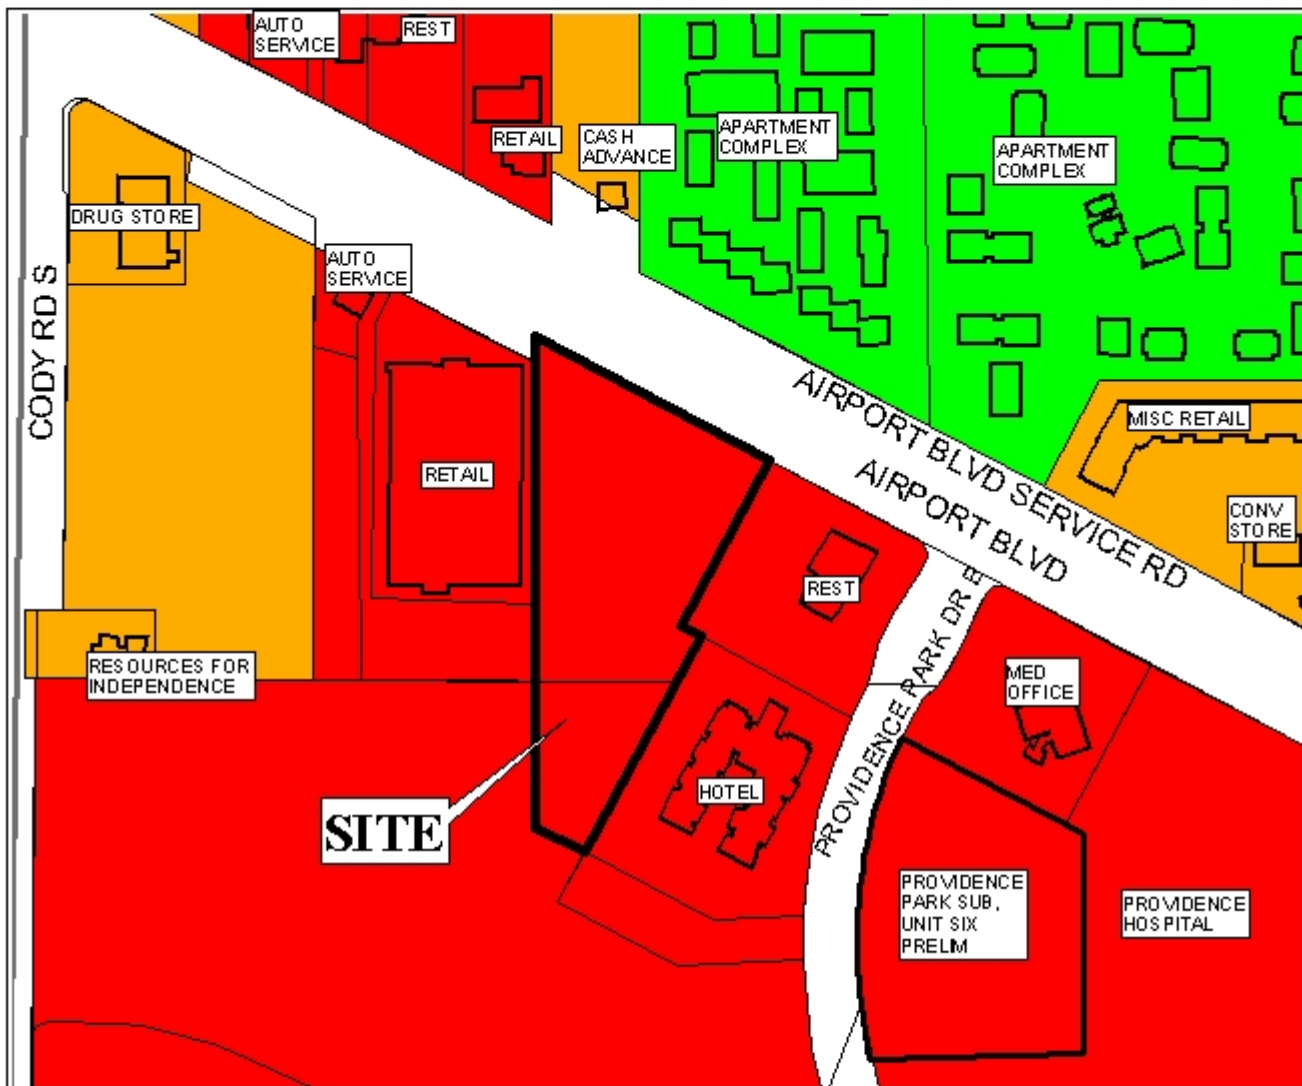 AUTO
SERVICE
REST
RETAIL
CASH
ADVANCE
APARTMENT
COMPLEX
APARTMENT
COMPLEX
DRUG STORE
AUTO
SERVICE
CODY RD S
RETAIL
AIRPORT BLVD SERVICE RD
AIRPORT BLVD
MISC RETAIL
CONV
STORE
REST
PROVIDENCE PARK DR E
RESOURCES FOR
INDEPENDENCE
MED
OFFICE
HOTEL
SITE
PROVIDENCE
PARK SUB,
UNIT SIX
PRELIM
PROVIDENCE
HOSPITAL